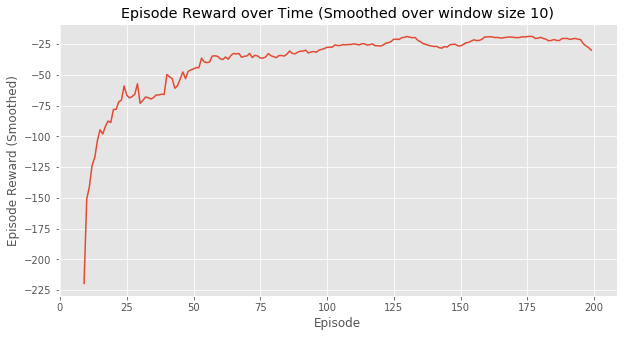 Episode Reward over Time (Smoothed over window size 10)
Episode Reward (Smoothed)
−25
−50
−75
−100
−125
−150
−175
−200
−225
0 25 50 75 100 125 150 175 200
Episode